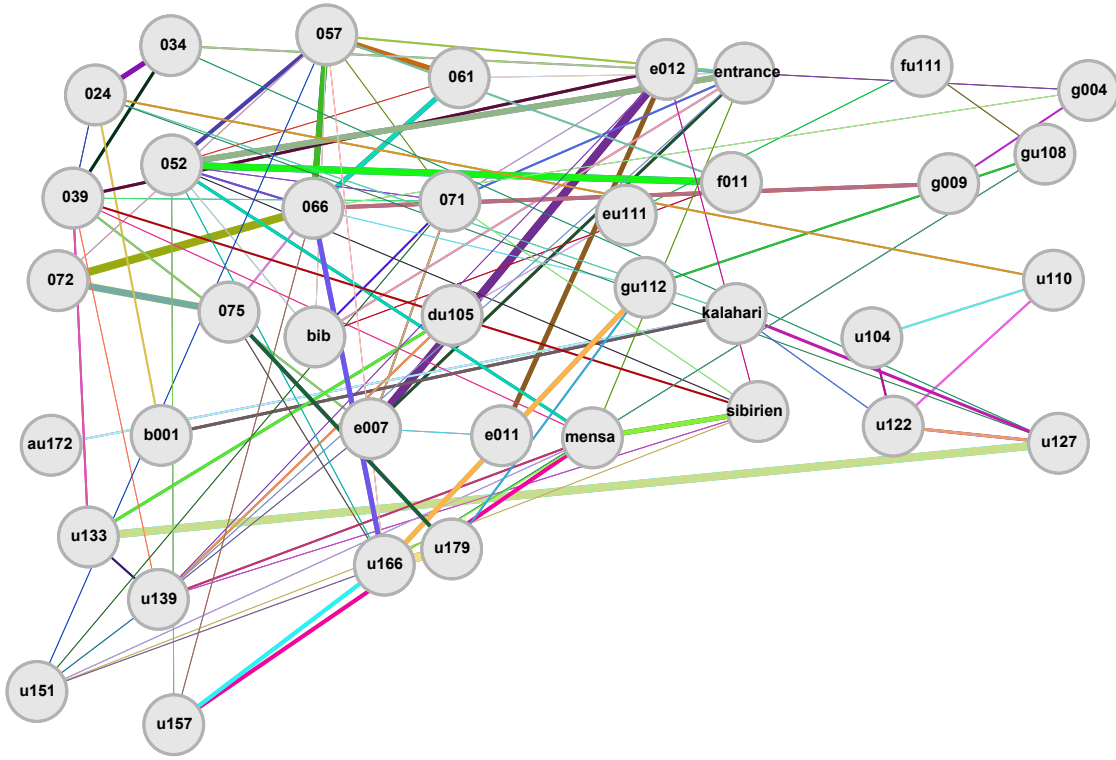 034
057
061
e012
entrance
fu111
g004
024
052
039
066
071
eu111
f011
g009
gu108
072
075
bib
du105
gu112
kalahari
u104
u110
au172
b001
e007
e011
mensa
sibirien
u122
u127
u133
u139
u166
u179
u151
u157